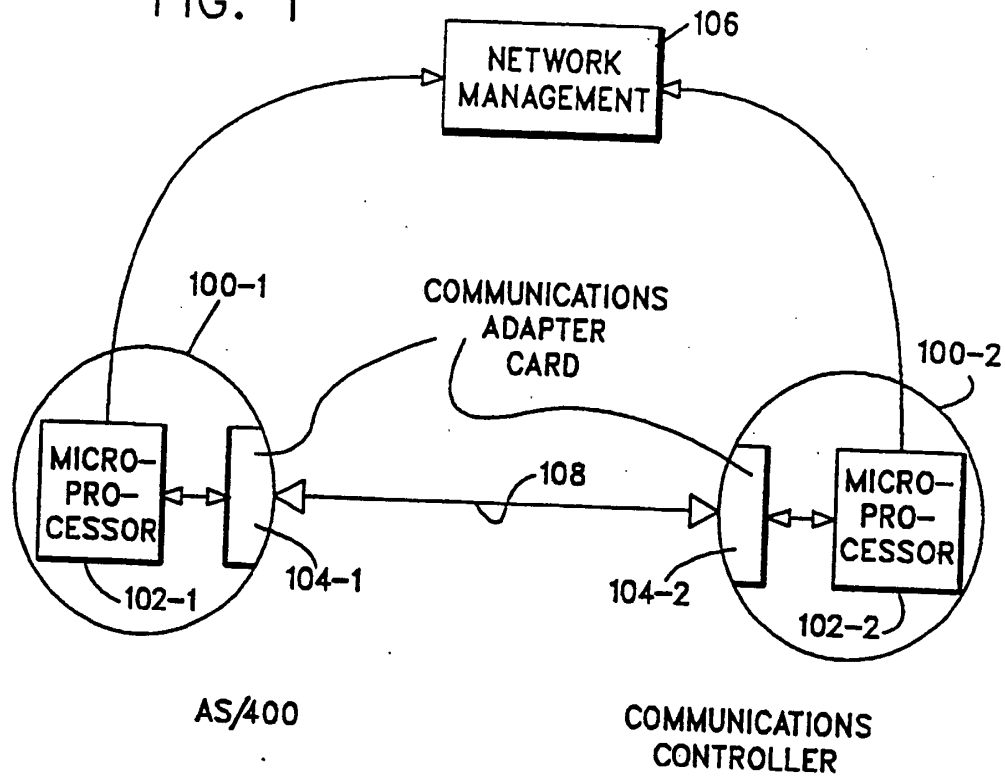 FIG. 1
106
NETWORK
MANAGEMENT
100-1
COMMUNICATIONS
ADAPTER
CARD
100-2
MICRO-
PRO-
CESSOR
108
MICRO-
PRO-
CESSOR
104-1
102-1
104-2
102-2
AS/400
COMMUNICATIONS
CONTROLLER